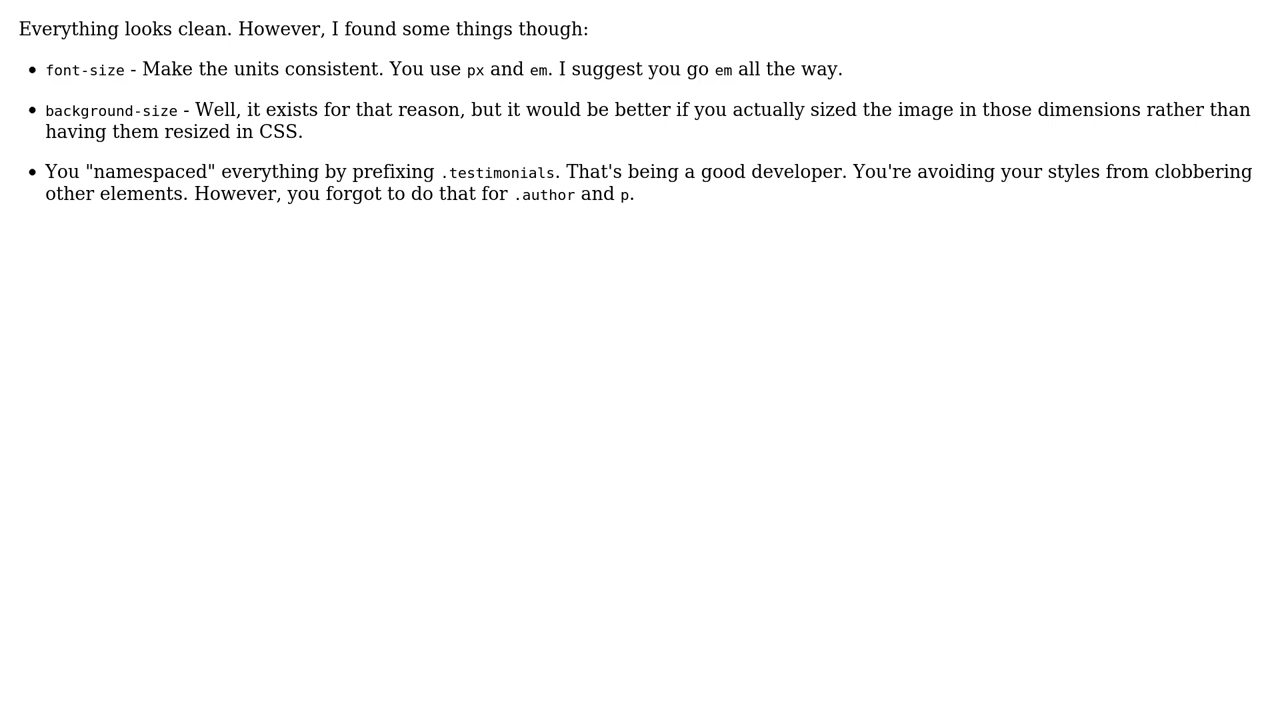 Everything looks clean. However, I found some things though:
• font-size - Make the units consistent. You use px and em. I suggest you go em all the way.
• background-size - Well, it exists for that reason, but it would be better if you actually sized the image in those dimensions rather than
having them resized in CSS.
• You "namespaced" everything by prefixing .testimonials. That's being a good developer. You're avoiding your styles from clobbering
other elements. However, you forgot to do that for .author and p.